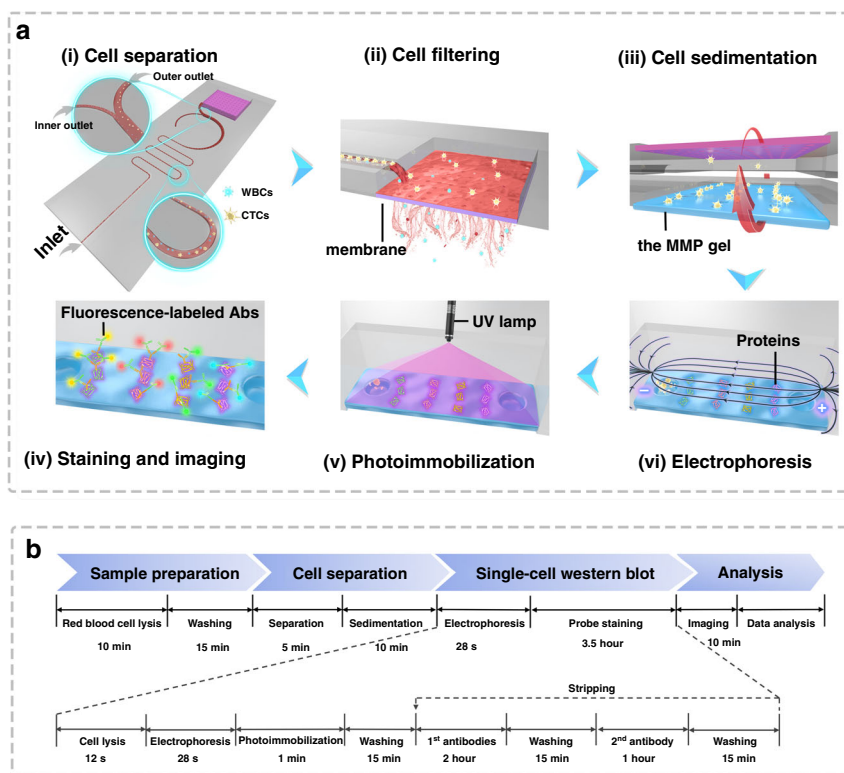 a
(i) Cell separation
Outer outlet
Inner outlet
WBCs
CTCs
Inlet
(ii) Cell filtering
membrane
(iii) Cell sedimentation
the MMP gel
Fluorescence-labeled Abs
(iv) Staining and imaging
UV lamp
(v) Photoimmobilization
Proteins
−
+
(vi) Electrophoresis
b
Sample preparation
Cell separation
Single-cell western blot
Analysis
Red blood cell lysis
Washing
Separation
Sedimentation
Electrophoresis
Probe staining
Imaging
Data analysis
10 min
15 min
5 min
10 min
28 s
3.5 hour
10 min
Stripping
Cell lysis
Electrophoresis
Photoimmobilization
Washing
1st antibodies
Washing
2nd antibody
Washing
12 s
28 s
1 min
15 min
2 hour
15 min
1 hour
15 min